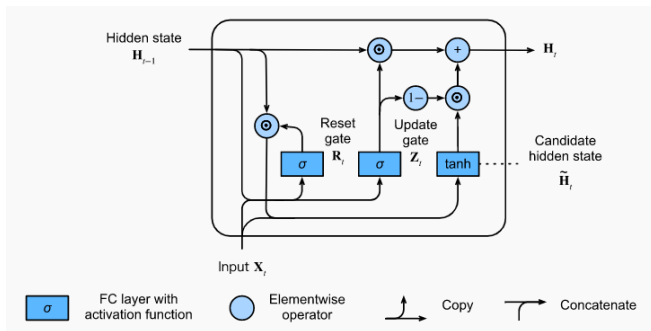 Hidden state
H_{t−1}
H_t
+
1−
Reset
gate
R_t
Update
gate
Z_t
Candidate
hidden state
H̃_t
σ
σ
tanh
Input X_t
σ
FC layer with
activation function
Elementwise
operator
Copy
Concatenate